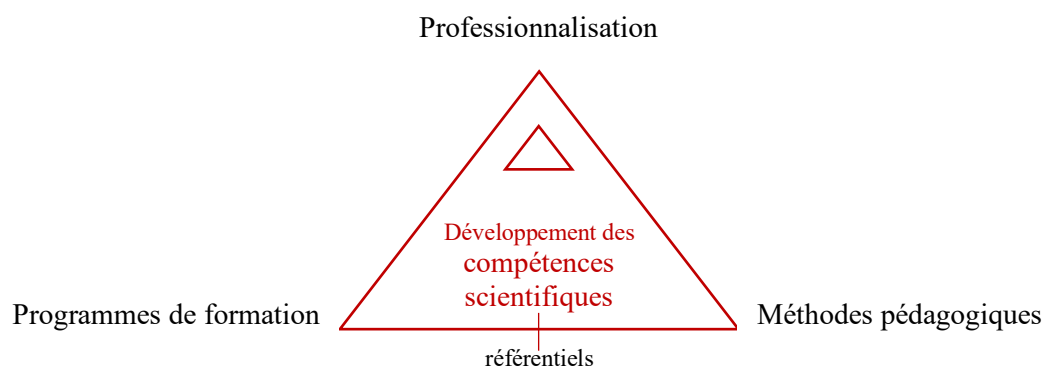 Professionnalisation
Développement des
compétences
scientifiques
Programmes de formation
Méthodes pédagogiques
référentiels